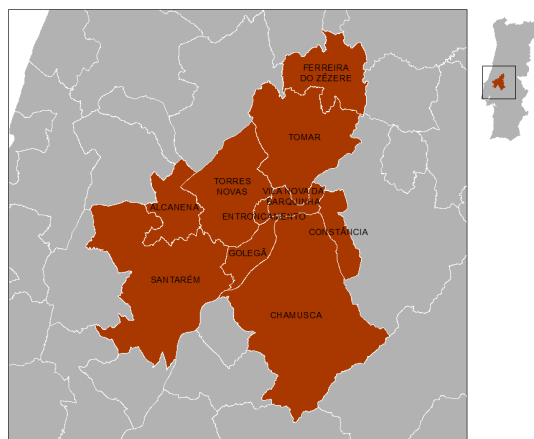 FERREIRA
DO ZÊZERE
TOMAR
TORRES
NOVAS
VILA NOVA DA
BARQUINHA
ALCANENA
ENTRONCAMENTO
CONSTÂNCIA
GOLEGÃ
SANTARÉM
CHAMUSCA